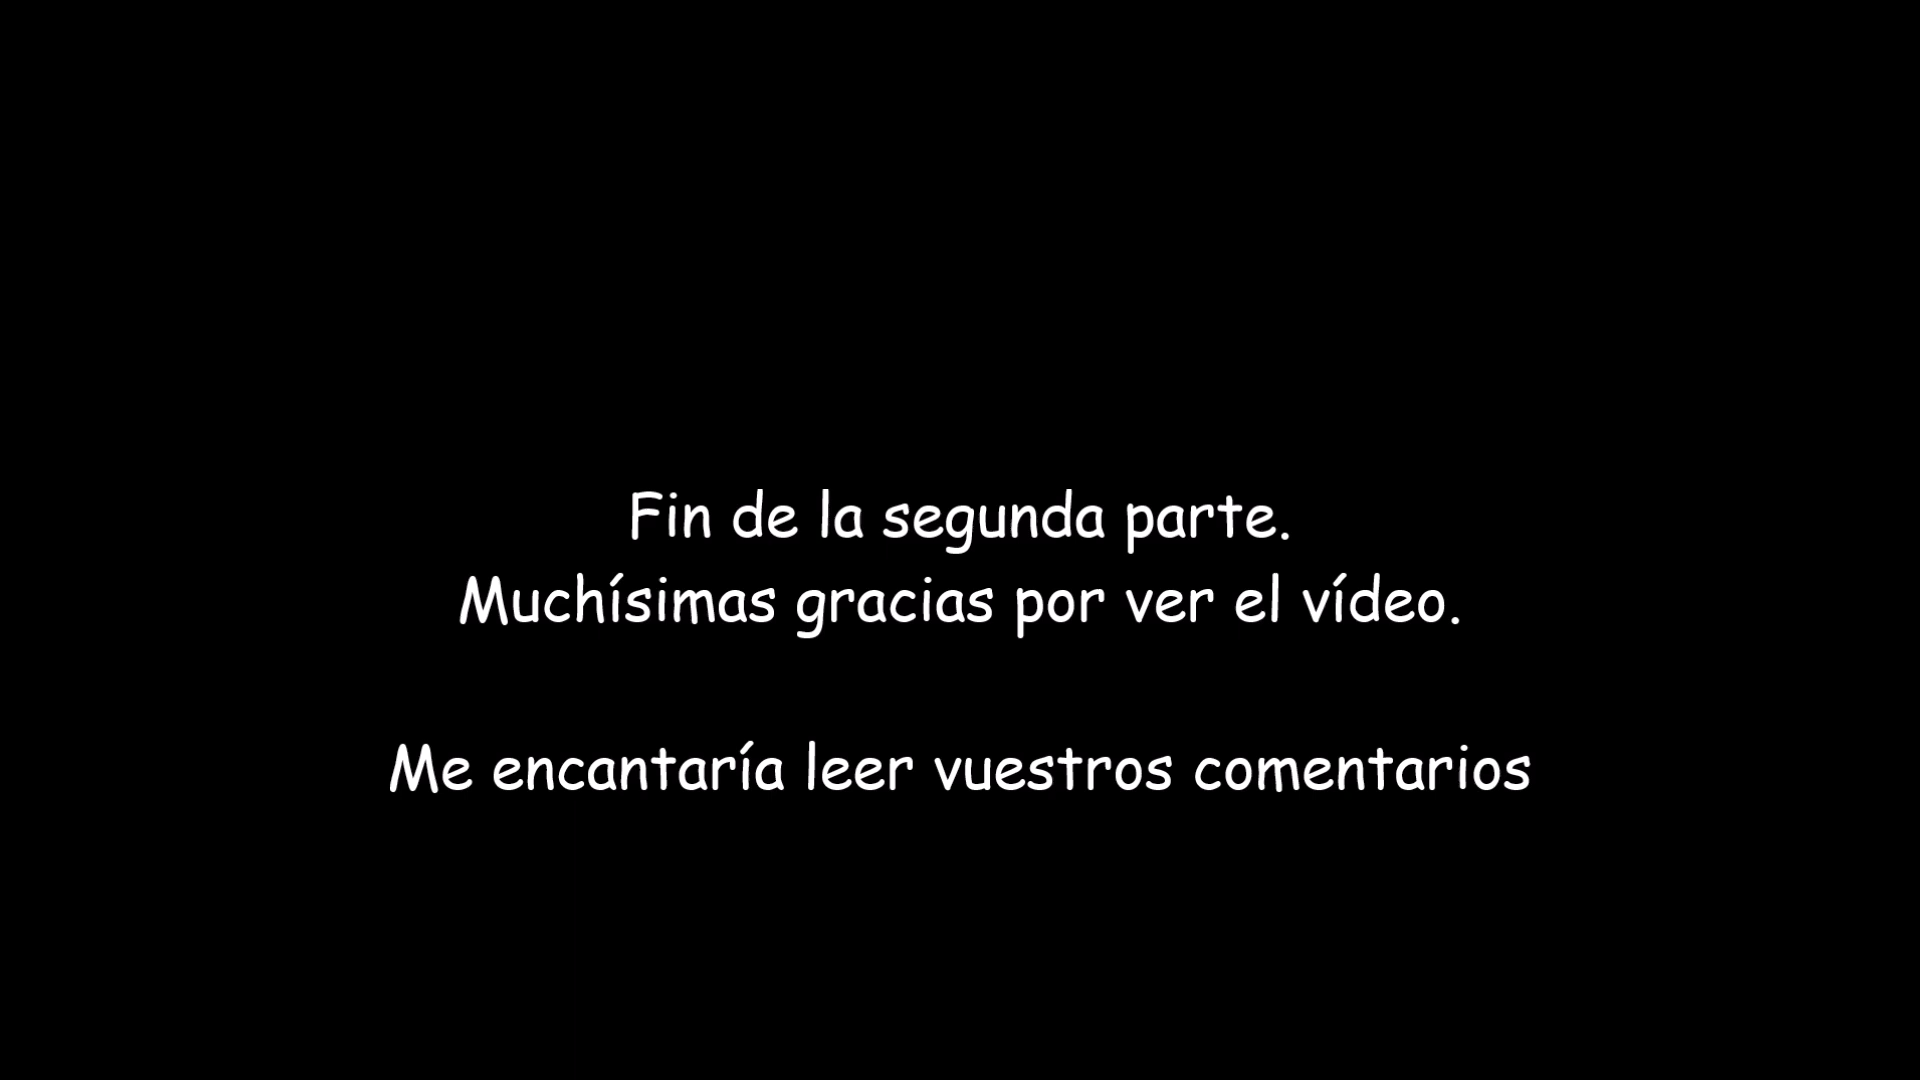 Fin de la segunda parte.
Muchísimas gracias por ver el vídeo.
Me encantaría leer vuestros comentarios